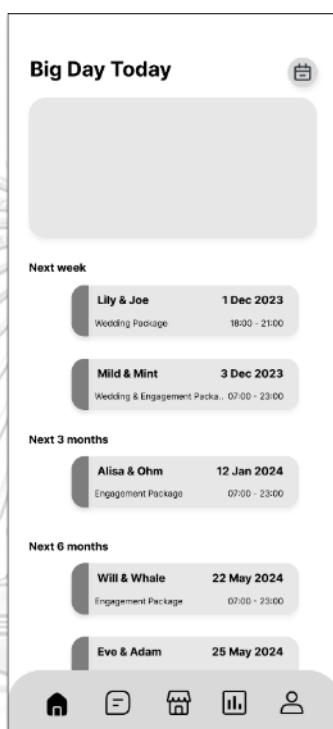 Big Day Today
Next week
Lily & Joe 1 Dec 2023
Wedding Package 18:00 - 21:00
Mild & Mint 3 Dec 2023
Wedding & Engagement Packa.. 07:00 - 23:00
Next 3 months
Alisa & Ohm 12 Jan 2024
Engagement Package 07:00 - 23:00
Next 6 months
Will & Whale 22 May 2024
Engagement Package 07:00 - 23:00
Eve & Adam 25 May 2024